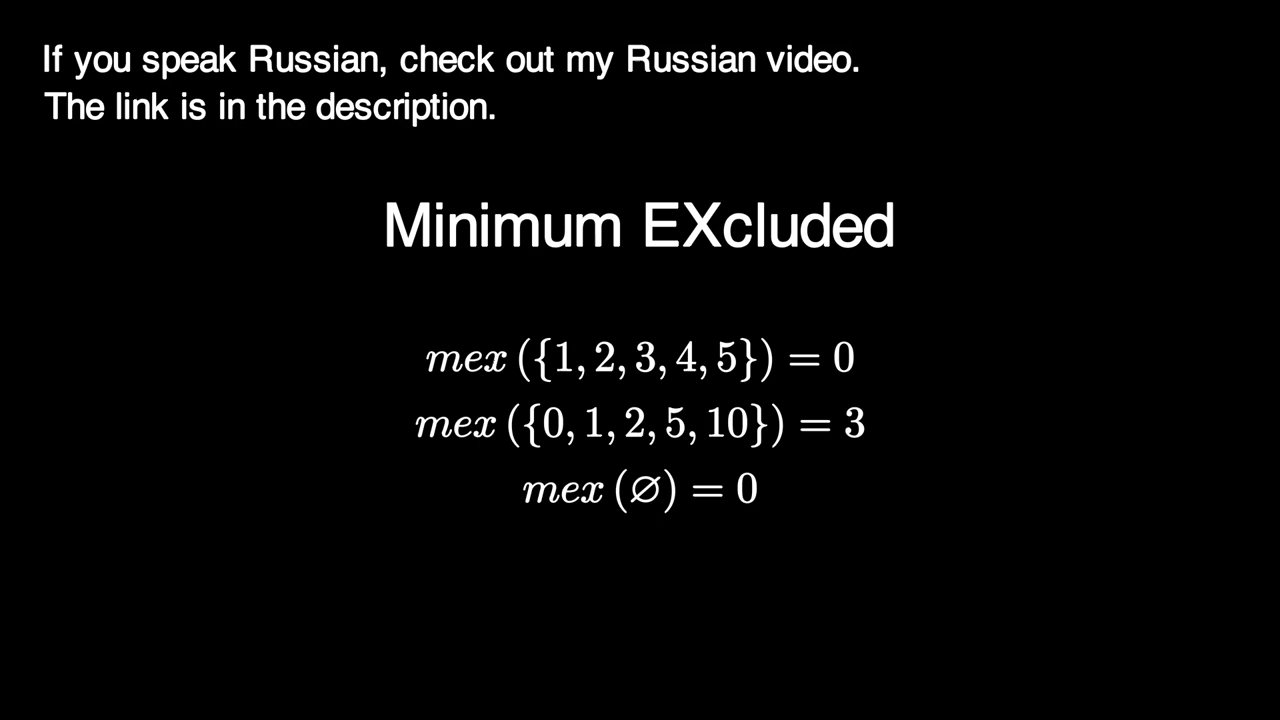 If you speak Russian, check out my Russian video.
The link is in the description.
Minimum EXcluded
mex ({1, 2, 3, 4, 5}) = 0
mex ({0, 1, 2, 5, 10}) = 3
mex (∅) = 0